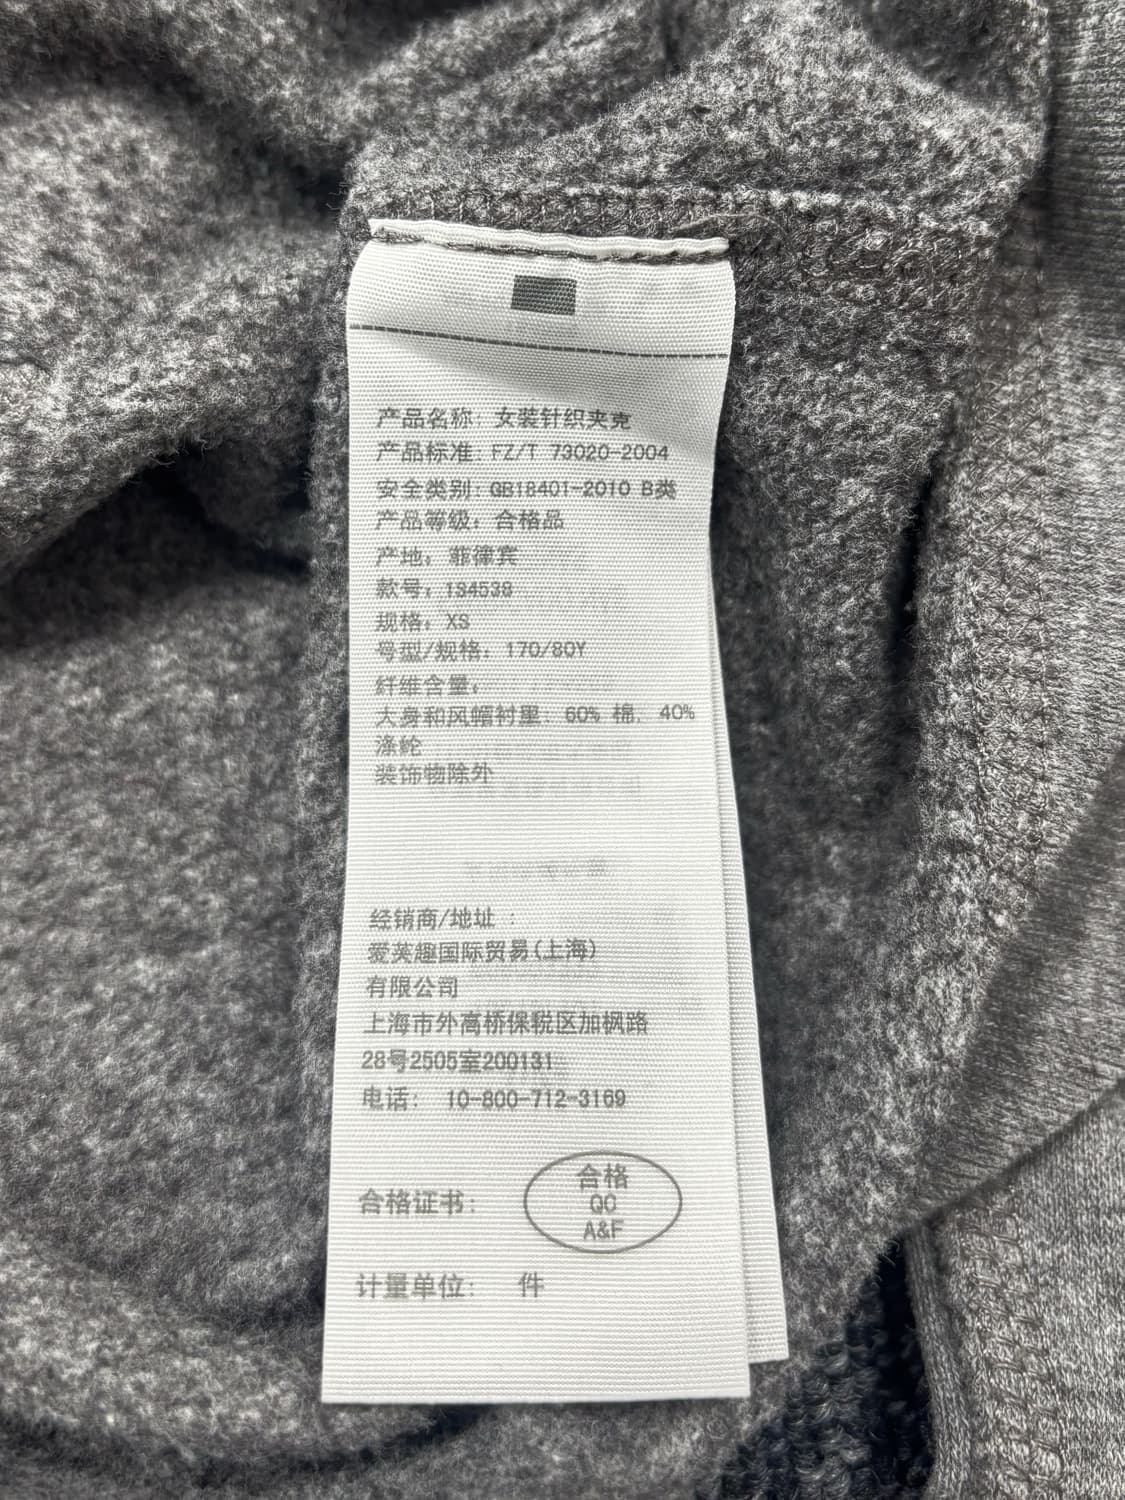 产品名称: 女装针织夹克
产品标准: FZ/T 73020-2004
安全类别: GB18401-2010 B类
产品等级: 合格品
产地: 菲律宾
款号: 134538
规格: XS
号型/规格: 170/80Y
纤维含量:
大身和风帽衬里: 60% 棉, 40%
涤纶
装饰物除外
经销商/地址 :
爱芙趣国际贸易(上海)
有限公司
上海市外高桥保税区加枫路
28号2505室200131
电话: 10-800-712-3169
合格证书:
合格
QC
A&F
计量单位: 件